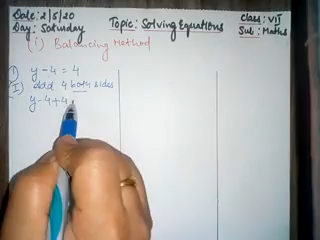 Date: 2/5/20 Topic: Solving Equations Class: VII
Day: Saturday Sub: Maths
(i) Balancing Method
I) y - 4 = 4
II) add 4 both sides
y - 4 + 4